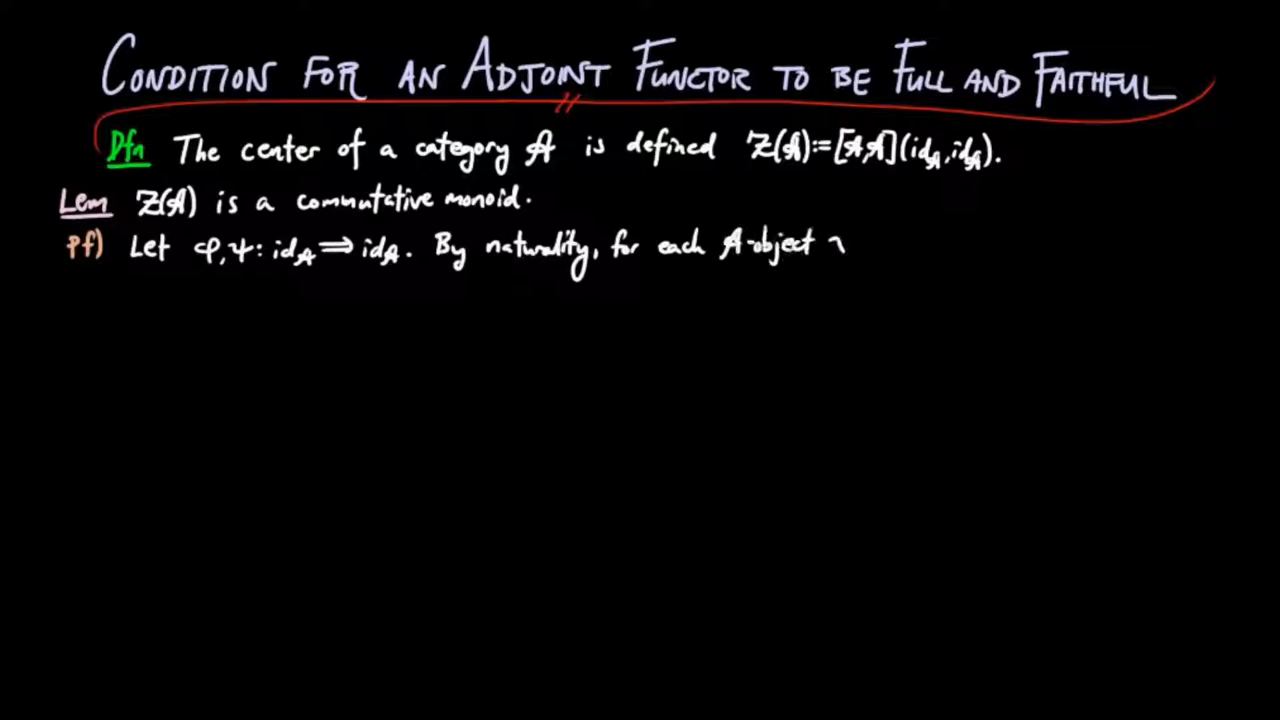 CONDITION FOR AN ADJOINT FUNCTOR TO BE FULL AND FAITHFUL
Dfn The center of a category 𝒜 is defined Z(𝒜):=[𝒜,𝒜](id_𝒜,id_𝒜).
Lem Z(𝒜) is a commutative monoid.
Pf) Let φ,ψ: id_𝒜 ⟹ id_𝒜. By naturality, for each 𝒜-object